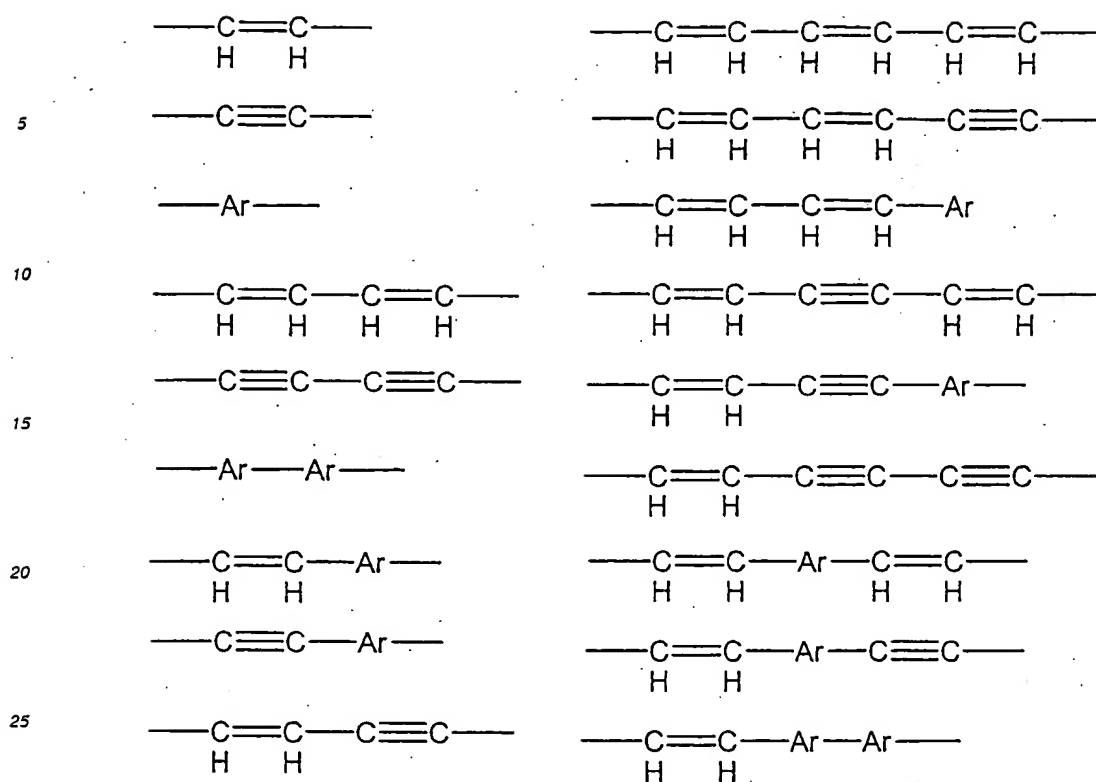 —C=C— —C=C—C=C—C=C—
H H H H H H H H
5 —C≡C— —C=C—C=C—C≡C—
H H H H
—Ar— —C=C—C=C—Ar
H H H H
10 —C=C—C=C— —C=C—C≡C—C=C—
H H H H H H H H
—C≡C—C≡C— —C=C—C≡C—Ar—
15 H H
—Ar—Ar— —C=C—C≡C—C≡C—
H H
20 —C=C—Ar— —C=C—Ar—C=C—
H H H H H H
—C≡C—Ar— —C=C—Ar—C≡C—
H H
25 —C=C—C≡C— —C=C—Ar—Ar—
H H H H